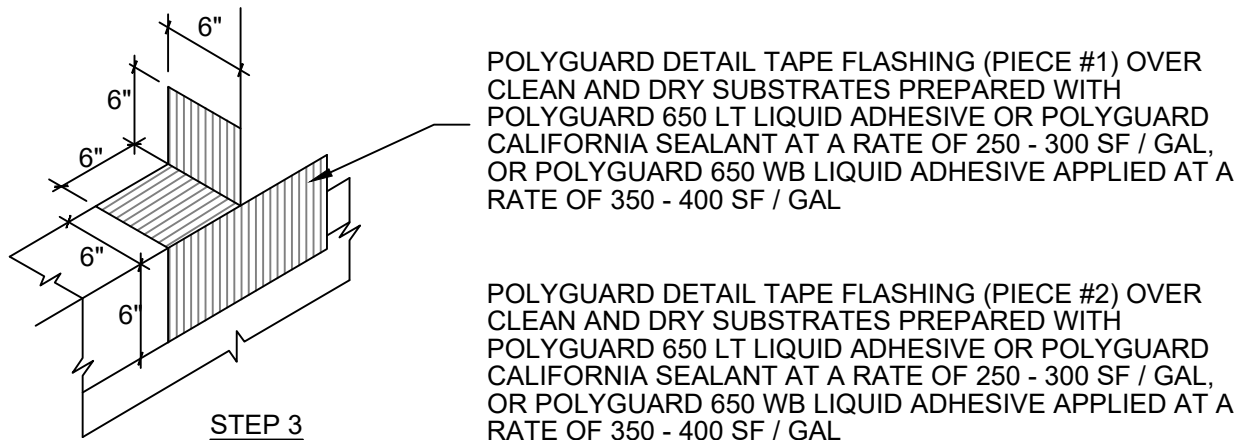 6"
6"
6"
6"
6"
STEP 3
POLYGUARD DETAIL TAPE FLASHING (PIECE #1) OVER
CLEAN AND DRY SUBSTRATES PREPARED WITH
POLYGUARD 650 LT LIQUID ADHESIVE OR POLYGUARD
CALIFORNIA SEALANT AT A RATE OF 250 - 300 SF / GAL,
OR POLYGUARD 650 WB LIQUID ADHESIVE APPLIED AT A
RATE OF 350 - 400 SF / GAL
POLYGUARD DETAIL TAPE FLASHING (PIECE #2) OVER
CLEAN AND DRY SUBSTRATES PREPARED WITH
POLYGUARD 650 LT LIQUID ADHESIVE OR POLYGUARD
CALIFORNIA SEALANT AT A RATE OF 250 - 300 SF / GAL,
OR POLYGUARD 650 WB LIQUID ADHESIVE APPLIED AT A
RATE OF 350 - 400 SF / GAL